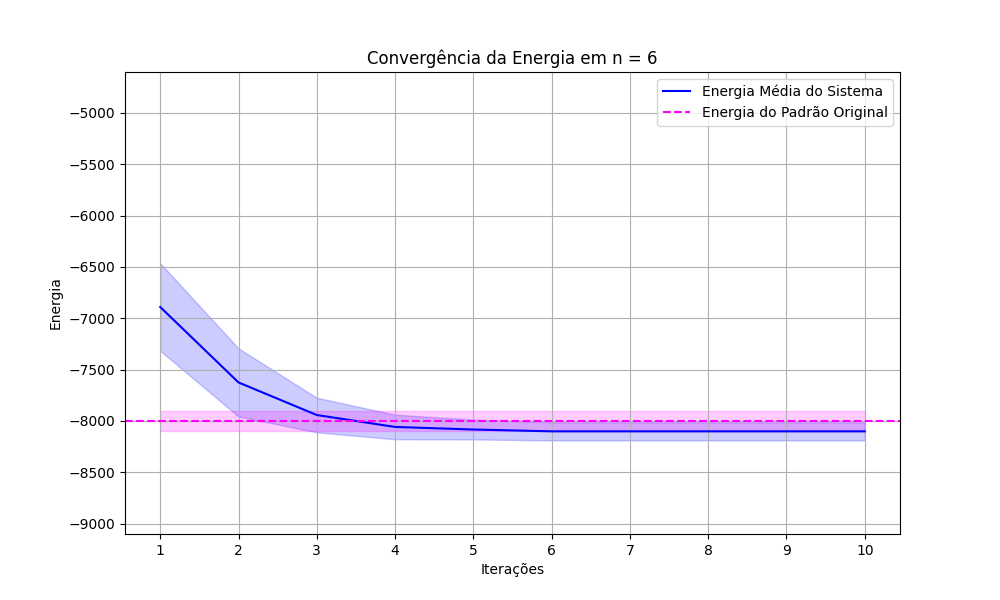 Convergência da Energia em n = 6
Energia Média do Sistema
Energia do Padrão Original
Energia
−5000
−5500
−6000
−6500
−7000
−7500
−8000
−8500
−9000
1 2 3 4 5 6 7 8 9 10
Iterações